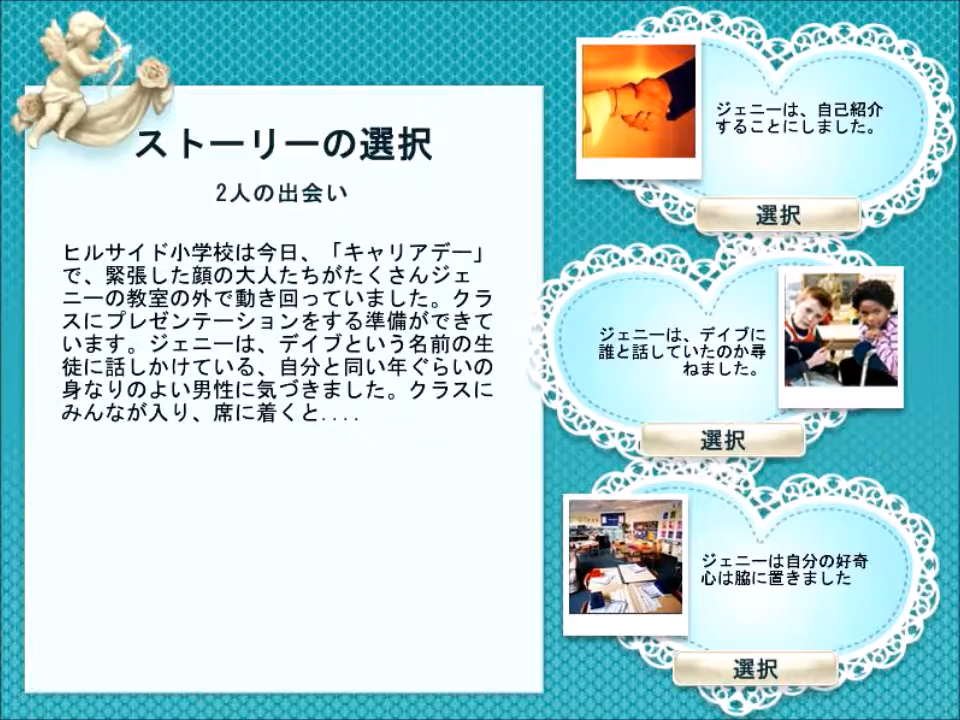 ストーリーの選択
2人の出会い
ヒルサイド小学校は今日、「キャリアデー」
で、緊張した顔の大人たちがたくさんジェ
ニーの教室の外で動き回っていました。クラ
スにプレゼンテーションをする準備ができて
います。ジェニーは、デイブという名前の生
徒に話しかけている、自分と同い年ぐらいの
身なりのよい男性に気づきました。クラスに
みんなが入り、席に着くと....
ジェニーは、自己紹介
することにしました。
選択
ジェニーは、デイブに
誰と話していたのか尋
ねました。
選択
ジェニーは自分の好奇
心は脇に置きました
選択